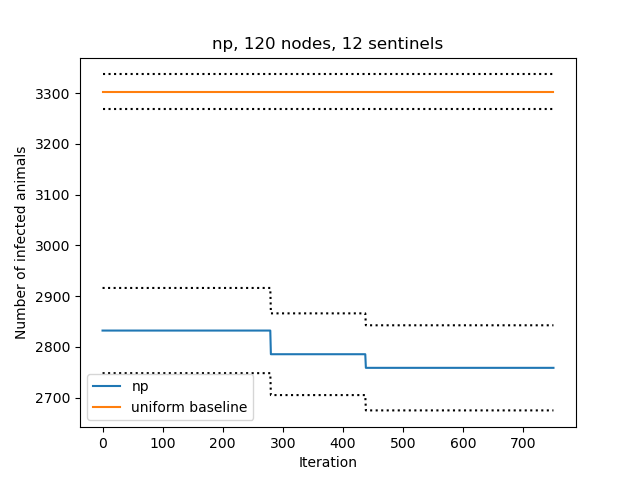 np, 120 nodes, 12 sentinels
Number of infected animals
3300
3200
3100
3000
2900
2800
2700
np
uniform baseline
0 100 200 300 400 500 600 700
Iteration